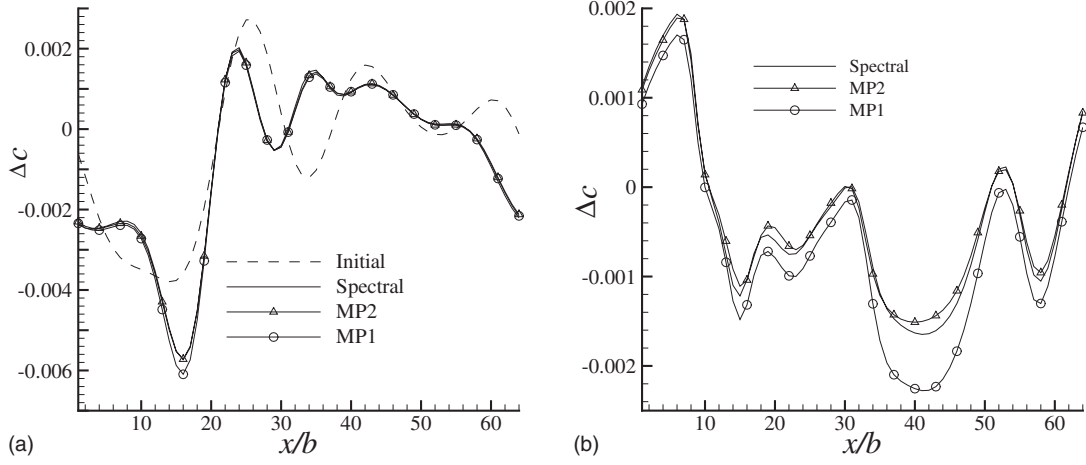 0.002
0
-0.002
-0.004
-0.006
Δc
Initial
Spectral
MP2
MP1
10 20 30 40 50 60
x/b
(a)
0.002
0.001
0
-0.001
-0.002
Δc
Spectral
MP2
MP1
10 20 30 40 50 60
x/b
(b)